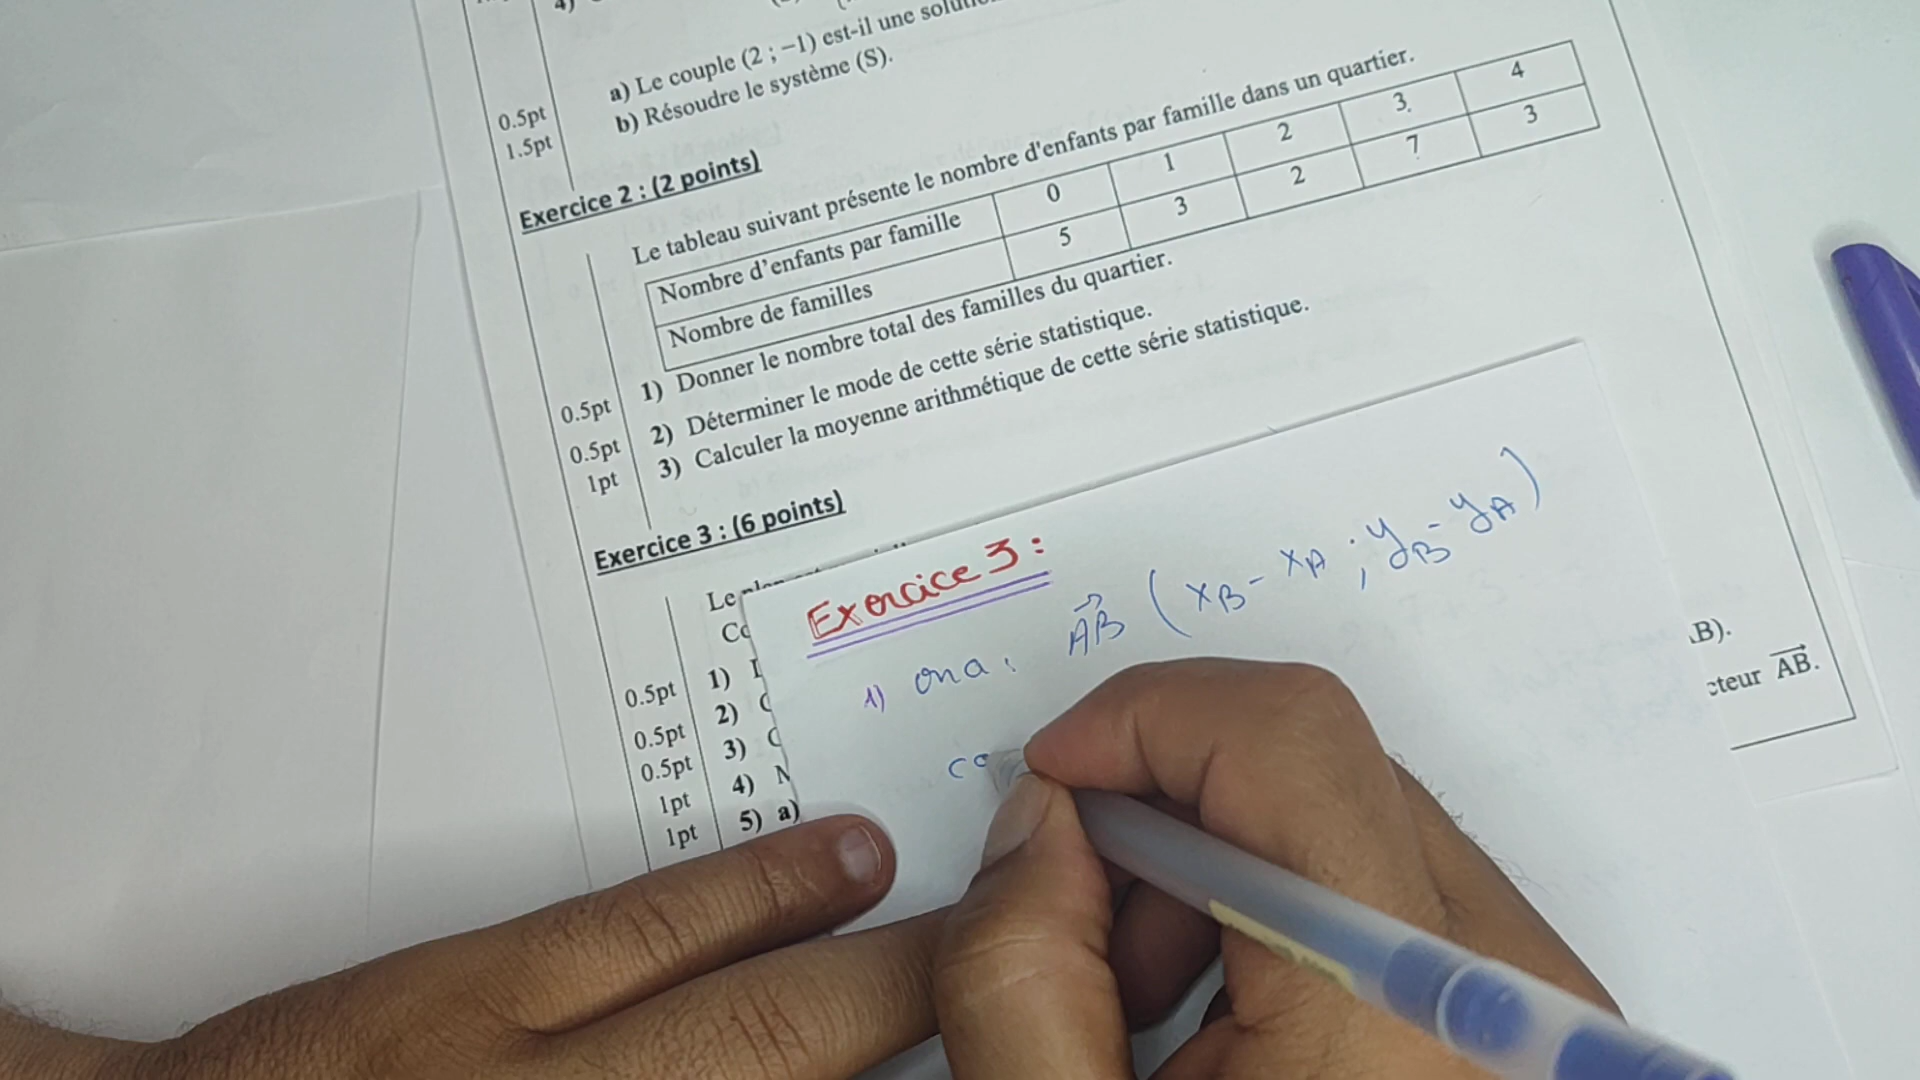 4)
a) Le couple (2 ; −1) est-il une
0.5pt
b) Résoudre le système (S).
1.5pt
Exercice 2 : (2 points)
Le tableau suivant présente le nombre d'enfants par famille dans un quartier.
Nombre d’enfants par famille 0 1 2 3 4
Nombre de familles 5 3 2 7 3
0.5pt 1) Donner le nombre total des familles du quartier.
0.5pt 2) Déterminer le mode de cette série statistique.
1pt 3) Calculer la moyenne arithmétique de cette série statistique.
Exercice 3 : (6 points)
Le
0.5pt 1)
0.5pt 2)
0.5pt 3)
1pt 4)
1pt 5) a)
AB).
AB.
Exercice 3 :
1) on a : AB ( xB - xA ; yB - yA )